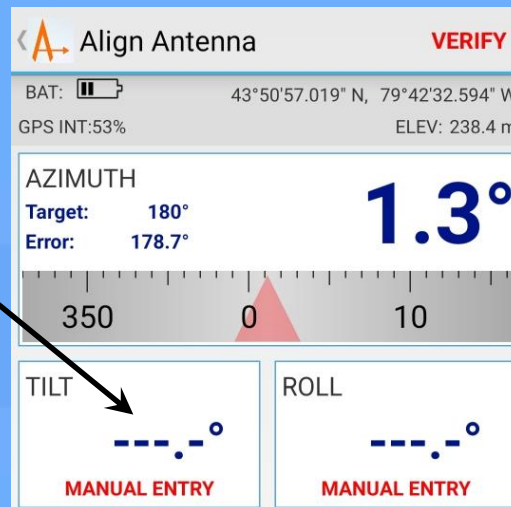 Align Antenna
VERIFY
BAT:
43°50'57.019" N, 79°42'32.594" W
GPS INT:53%
ELEV: 238.4 m
AZIMUTH
Target: 180°
Error: 178.7°
1.3°
350 0 10
TILT
---.-°
MANUAL ENTRY
ROLL
---.-°
MANUAL ENTRY